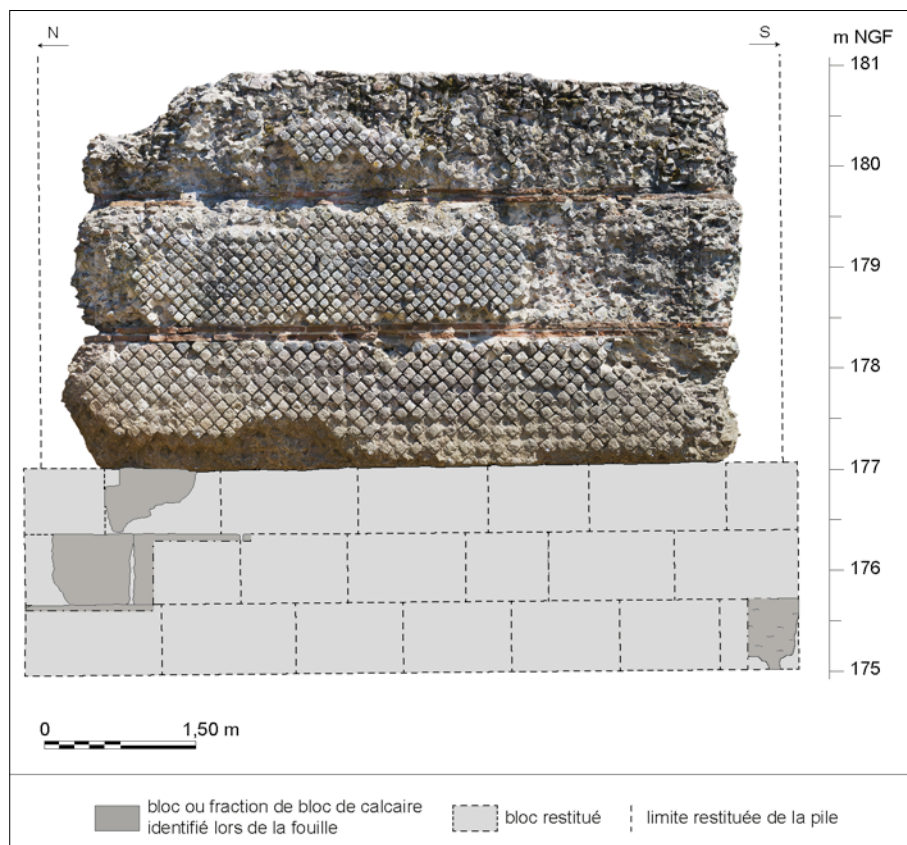 N
S
m NGF
181
180
179
178
177
176
175
0 1,50 m
bloc ou fraction de bloc de calcaire
identifié lors de la fouille
bloc restitué
limite restituée de la pile